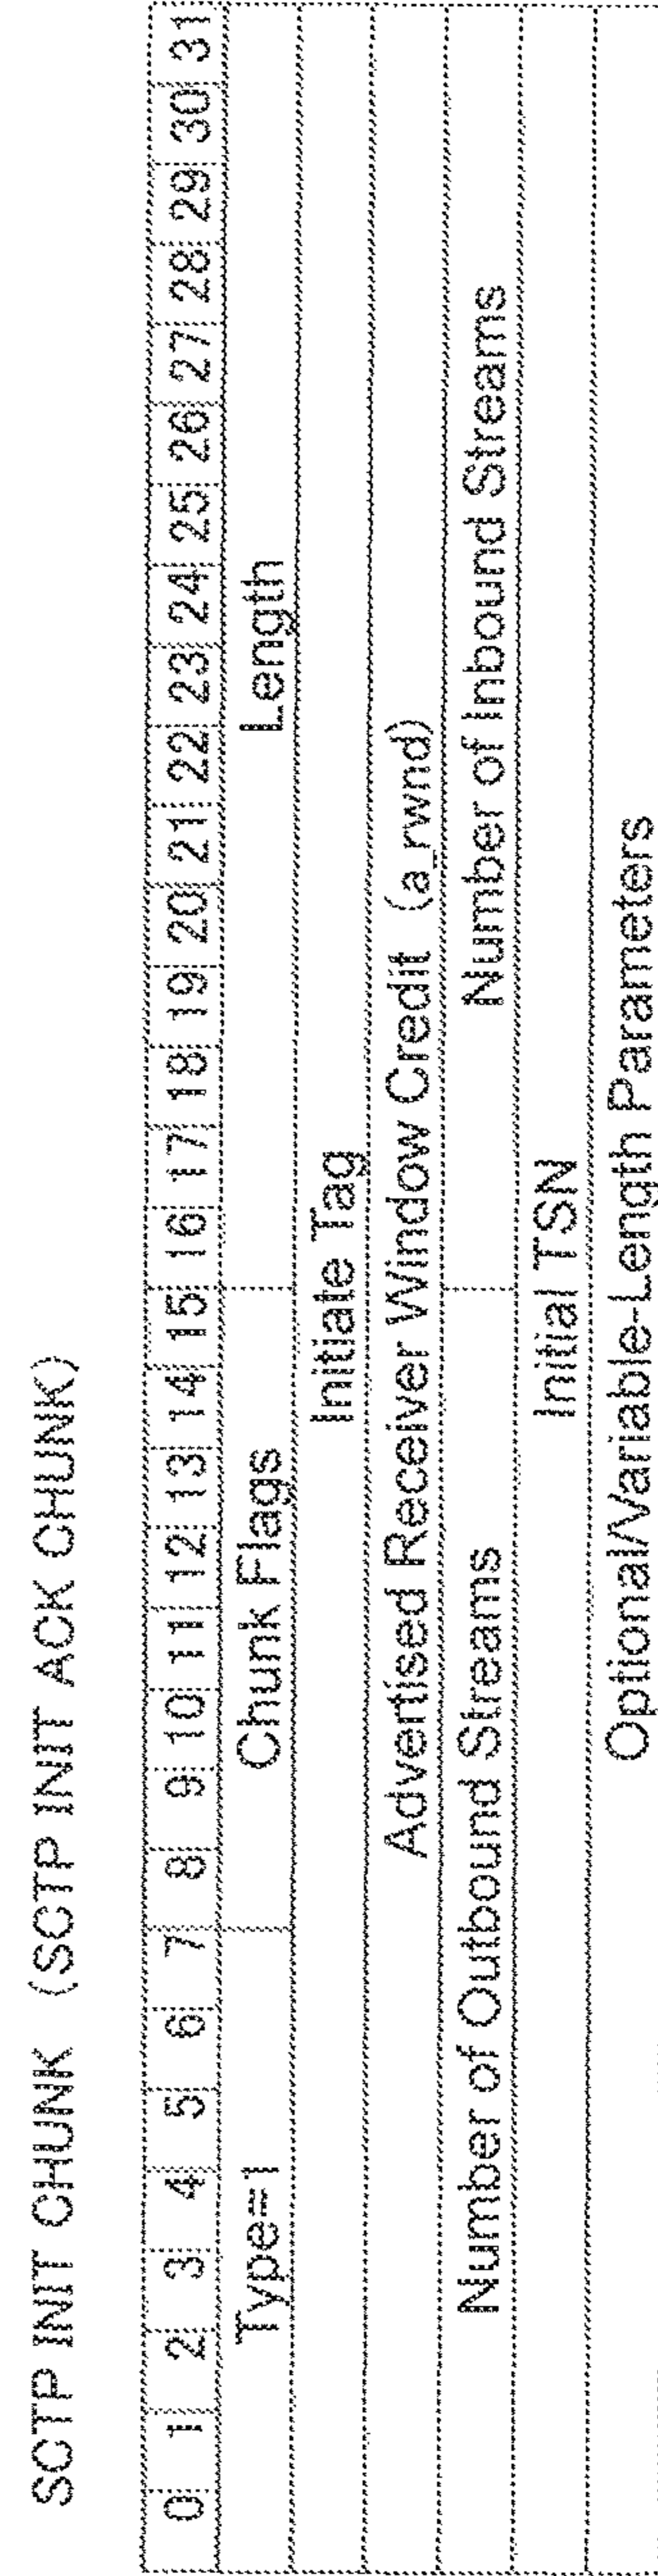 SCTP INIT CHUNK (SCTP INIT ACK CHUNK)
0 1 2 3 4 5 6 7 8 9 10 11 12 13 14 15 16 17 18 19 20 21 22 23 24 25 26 27 28 29 30 31
Type=1 Chunk Flags Length
Initiate Tag
Advertised Receiver Window Credit (a_rwnd)
Number of Outbound Streams Number of Inbound Streams
Initial TSN
Optional/Variable-Length Parameters